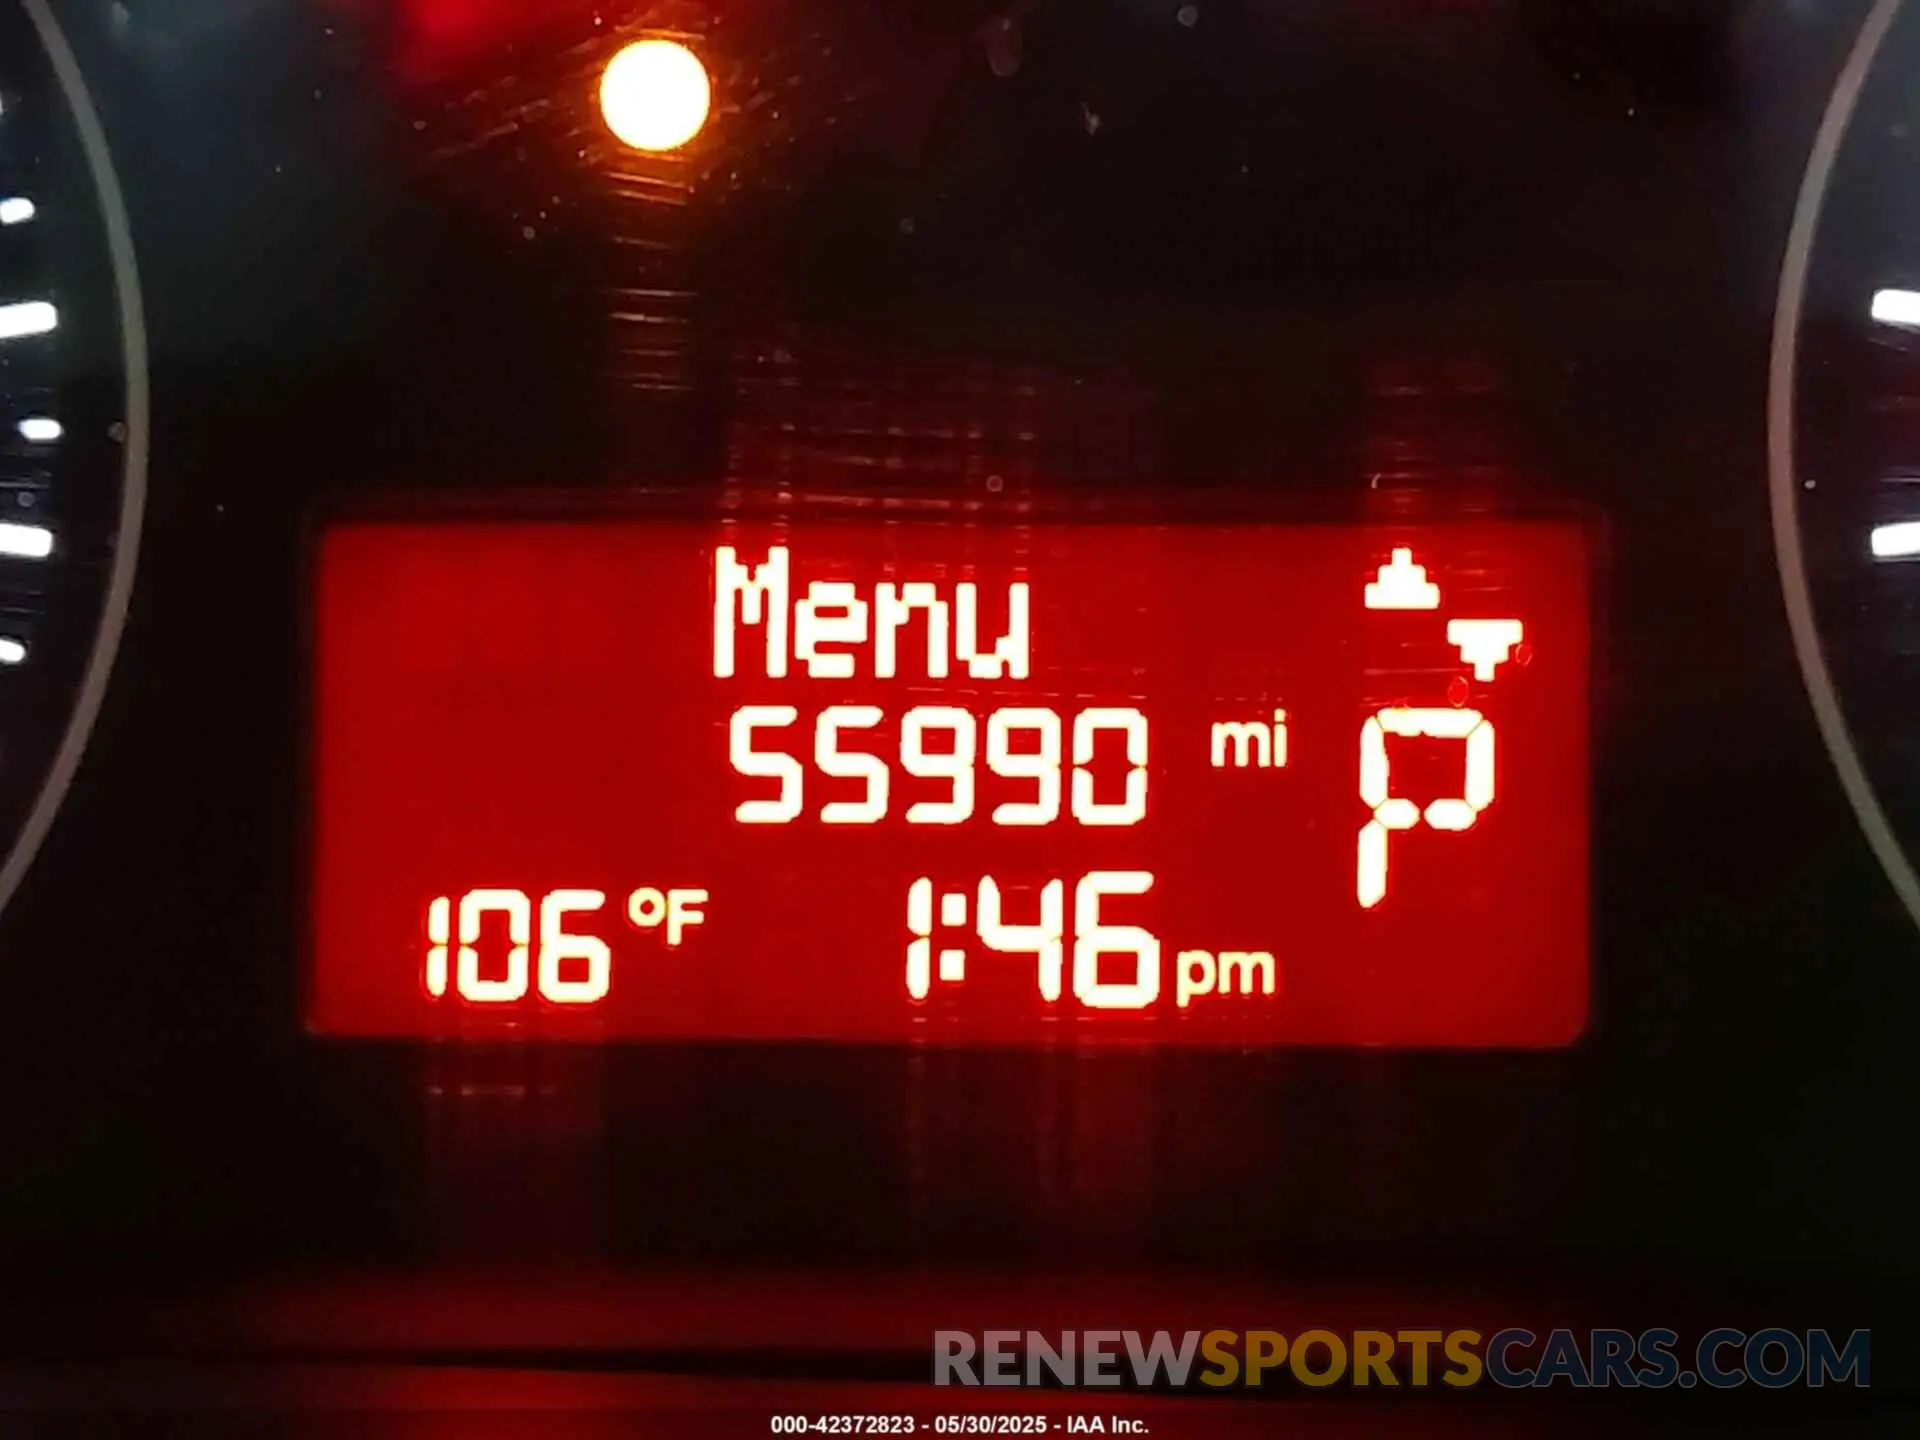 Menu
55990 mi
P
106 °F 1:46 pm
RENEWSPORTSCARS.COM
000-42372823 - 05/30/2025 - IAA Inc.